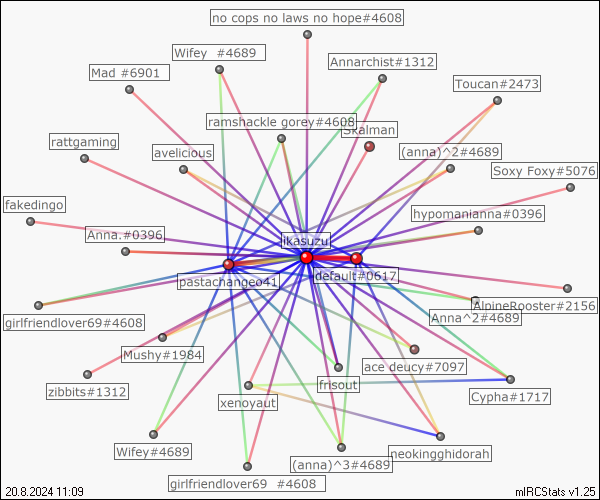 no cops no laws no hope#4608
Wifey  #4689
Annarchist#1312
Mad #6901
Toucan#2473
ramshackle gorey#4608
Skalman
rattgaming
avelicious
(anna)^2#4689
Soxy Foxy#5076
fakedingo
hypomanianna#0396
Anna.#0396
ikasuzu
pastachangeo41
default#0617
AlpineRooster#2156
girlfriendlover69#4608
Anna^2#4689
Mushy#1984
ace deucy#7097
zibbits#1312
frisout
Cypha#1717
xenoyaut
Wifey#4689
neokingghidorah
(anna)^3#4689
girlfriendlover69  #4608
20.8.2024 11:09
mIRCStats v1.25